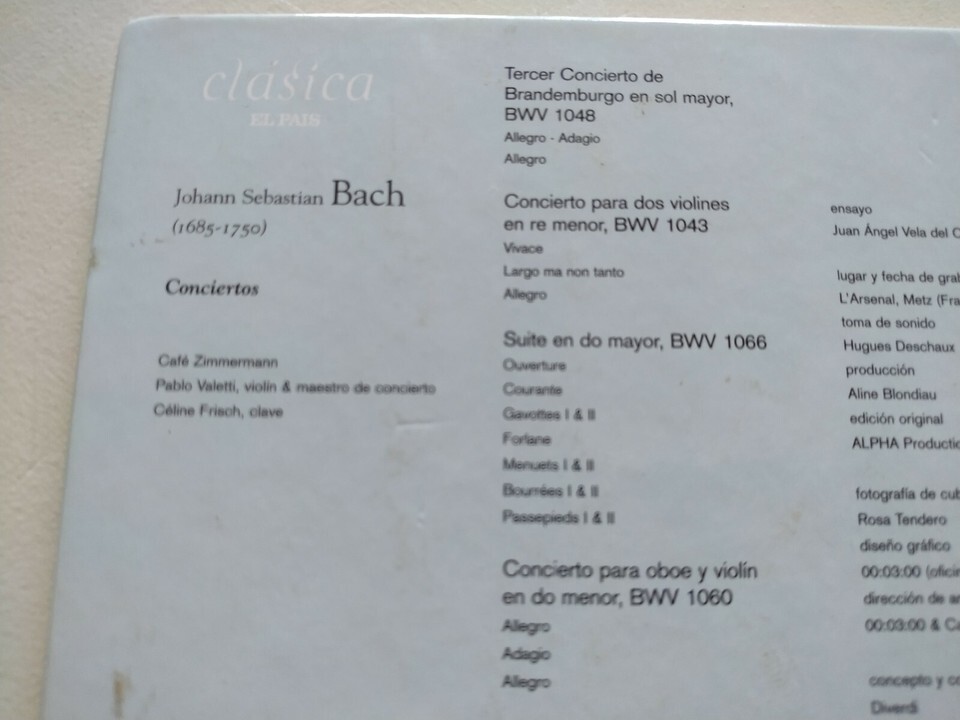 clásica
EL PAIS
Johann Sebastian Bach
(1685-1750)
Conciertos
Café Zimmermann
Pablo Valetti, violín & maestro de concierto
Céline Frisch, clave
Tercer Concierto de
Brandemburgo en sol mayor,
BWV 1048
Allegro - Adagio
Allegro
Concierto para dos violines
en re menor, BWV 1043
Vivace
Largo ma non tanto
Allegro
Suite en do mayor, BWV 1066
Ouverture
Courante
Gavottes I & II
Forlane
Menuets I & II
Bourrées I & II
Passepieds I & II
Concierto para oboe y violín
en do menor, BWV 1060
Allegro
Adagio
Allegro
ensayo
Juan Ángel Vela del
lugar y fecha de
L'Arsenal, Metz
toma de sonido
Hugues Deschaux
producción
Aline Blondiau
edición original
ALPHA
fotografía de
Rosa Tendero
diseño gráfico
00:03:00
dirección de
00:03:00 &
concepto y
Diverdi